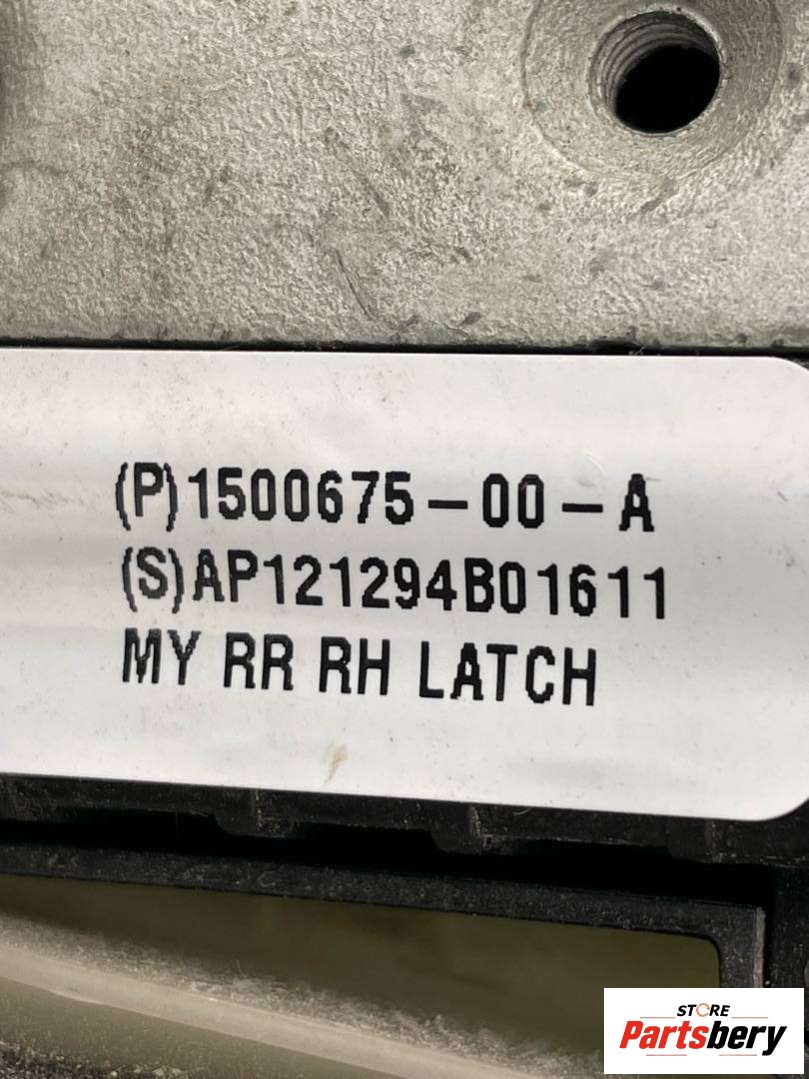 (P)1500675-00-A
(S)AP121294B01611
MY RR RH LATCH
STORE
Partsbery